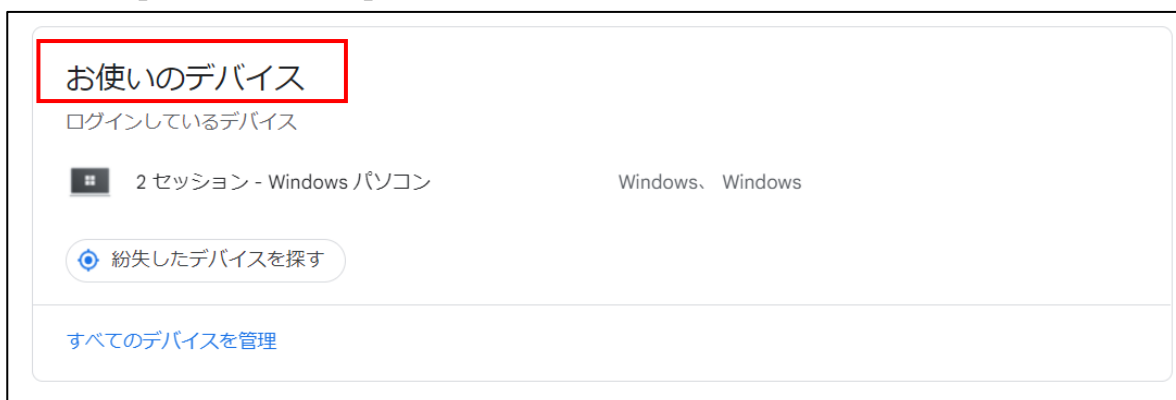 お使いのデバイス
ログインしているデバイス
2 セッション - Windows パソコン Windows、 Windows
紛失したデバイスを探す
すべてのデバイスを管理